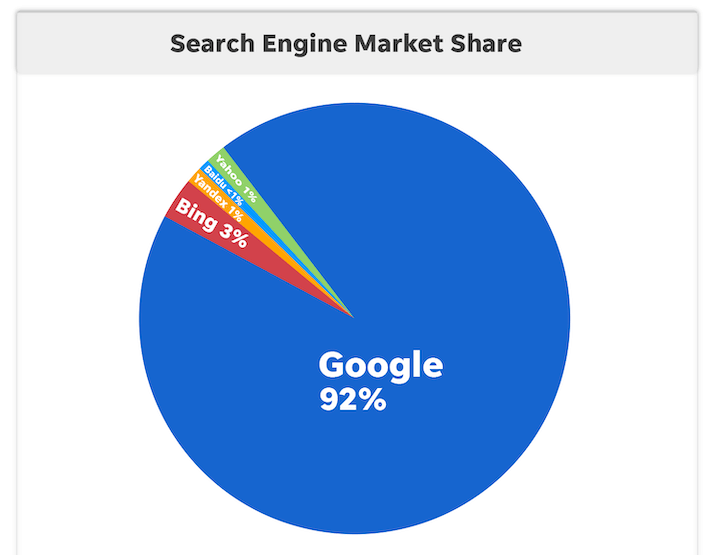 Search Engine Market Share
Yahoo 1%
Baidu <1%
Yandex 1%
Bing 3%
Google
92%